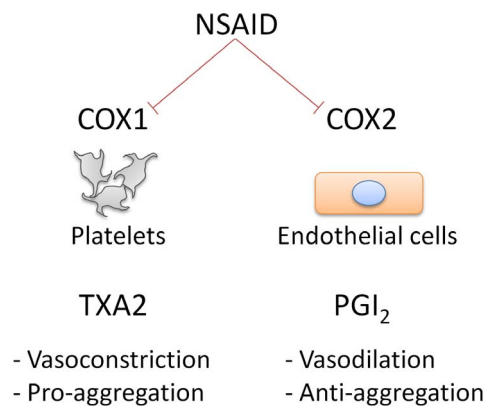 NSAID
COX1
COX2
Platelets
Endothelial cells
TXA2
PGI₂
- Vasoconstriction
- Pro-aggregation
- Vasodilation
- Anti-aggregation